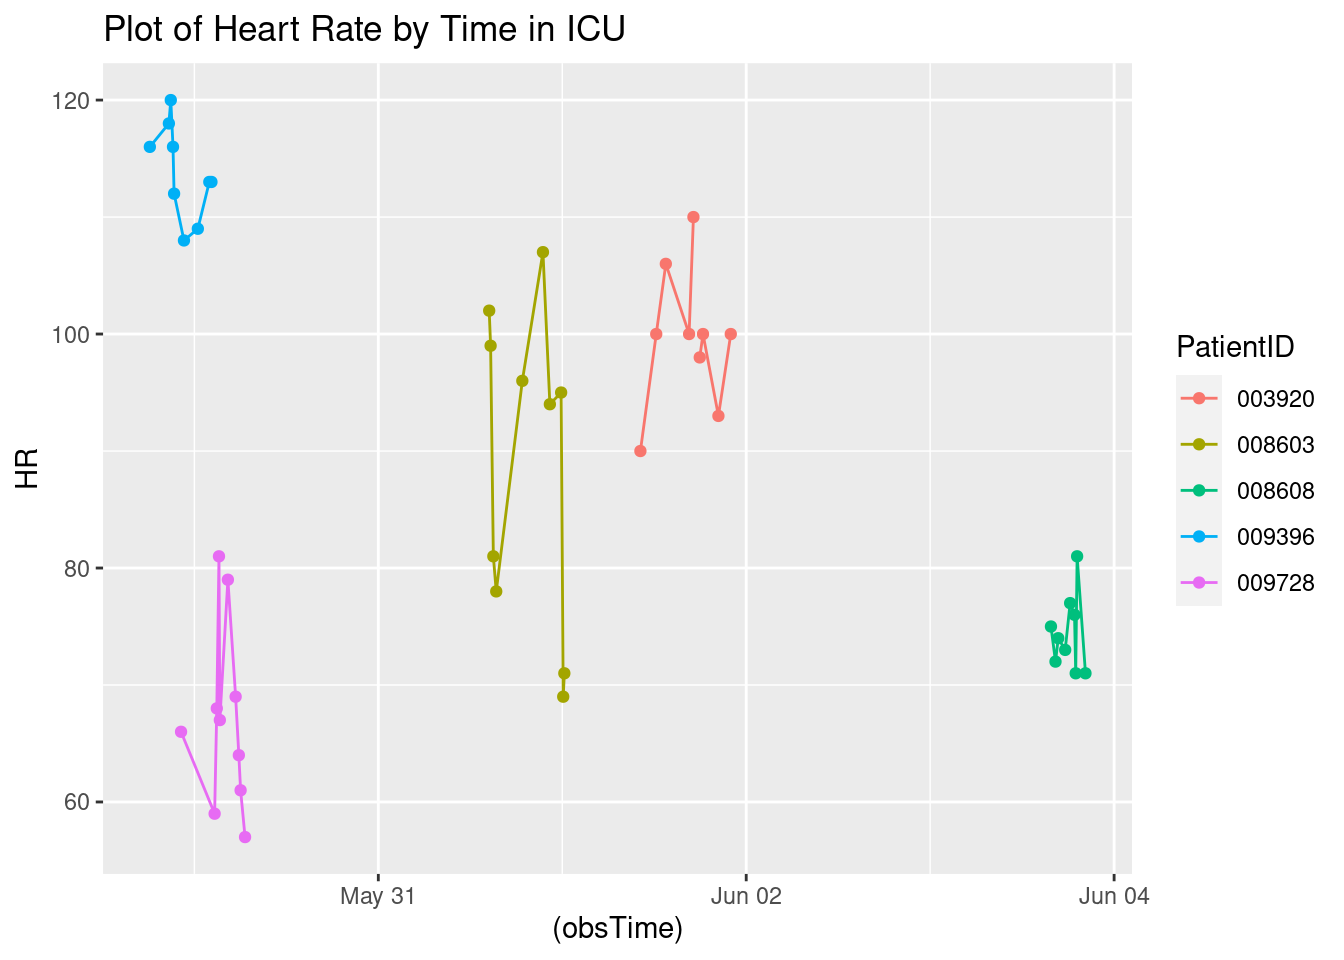 Plot of Heart Rate by Time in ICU
120
100
80
60
HR
May 31
Jun 02
Jun 04
(obsTime)
PatientID
003920
008603
008608
009396
009728